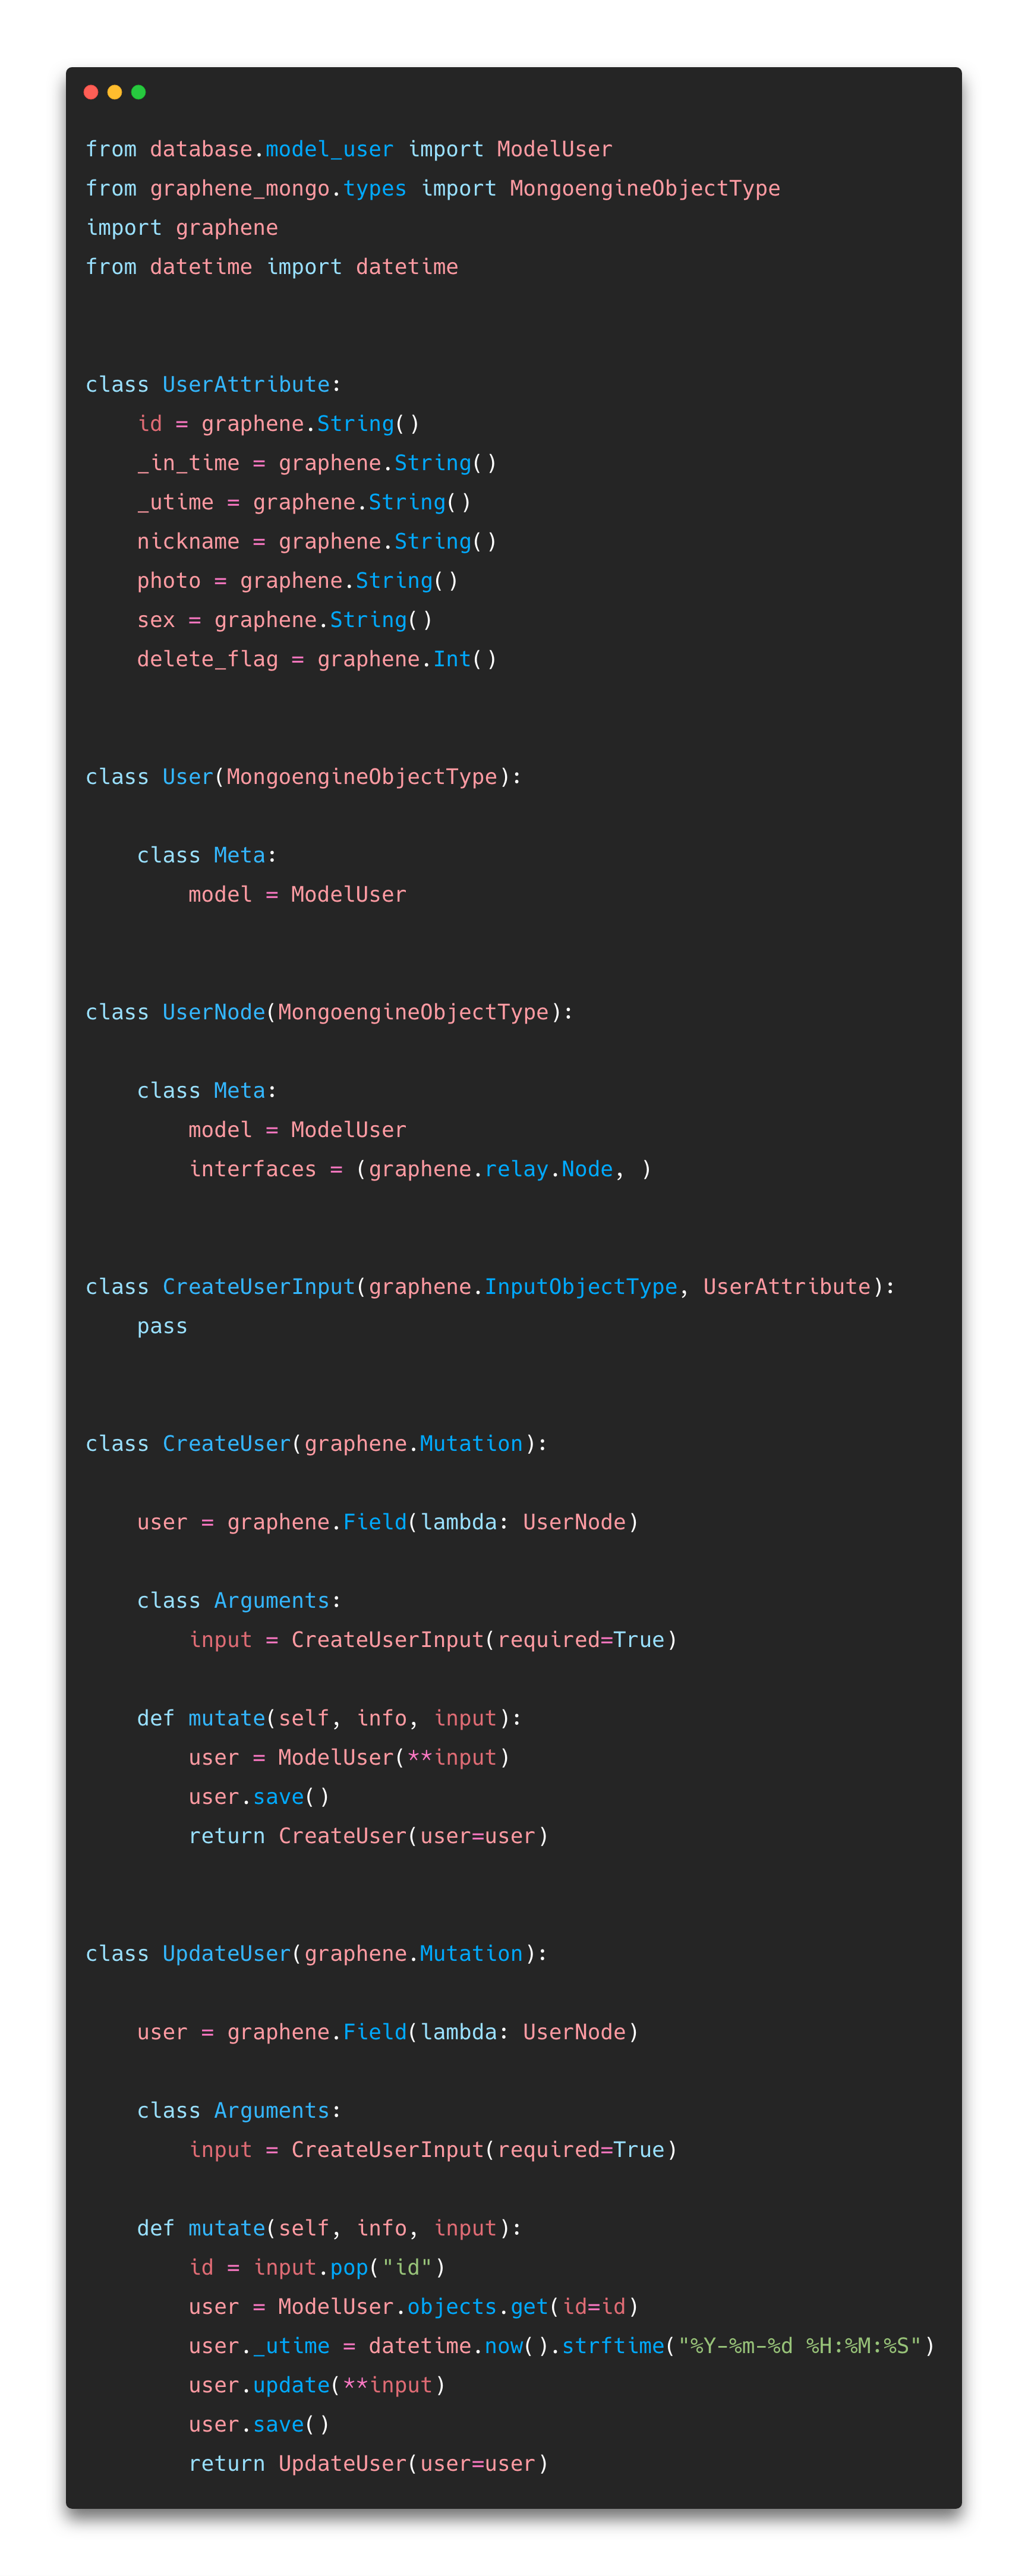 from database.model_user import ModelUser
from graphene_mongo.types import MongoengineObjectType
import graphene
from datetime import datetime
class UserAttribute:
    id = graphene.String()
    _in_time = graphene.String()
    _utime = graphene.String()
    nickname = graphene.String()
    photo = graphene.String()
    sex = graphene.String()
    delete_flag = graphene.Int()
class User(MongoengineObjectType):
    class Meta:
        model = ModelUser
class UserNode(MongoengineObjectType):
    class Meta:
        model = ModelUser
        interfaces = (graphene.relay.Node, )
class CreateUserInput(graphene.InputObjectType, UserAttribute):
    pass
class CreateUser(graphene.Mutation):
    user = graphene.Field(lambda: UserNode)
    class Arguments:
        input = CreateUserInput(required=True)
    def mutate(self, info, input):
        user = ModelUser(**input)
        user.save()
        return CreateUser(user=user)
class UpdateUser(graphene.Mutation):
    user = graphene.Field(lambda: UserNode)
    class Arguments:
        input = CreateUserInput(required=True)
    def mutate(self, info, input):
        id = input.pop("id")
        user = ModelUser.objects.get(id=id)
        user._utime = datetime.now().strftime("%Y-%m-%d %H:%M:%S")
        user.update(**input)
        user.save()
        return UpdateUser(user=user)